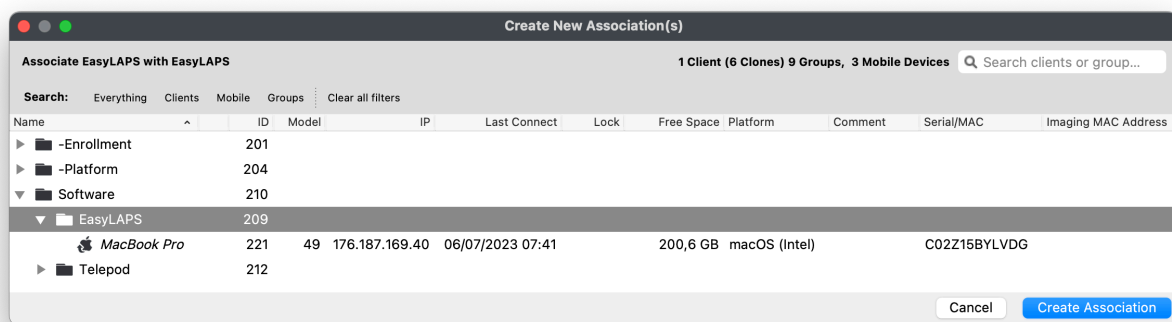 Create New Association(s)
Associate EasyLAPS with EasyLAPS 1 Client (6 Clones) 9 Groups, 3 Mobile Devices Search clients or group...
Search: Everything Clients Mobile Groups Clear all filters
Name ID Model IP Last Connect Lock Free Space Platform Comment Serial/MAC Imaging MAC Address
-Enrollment 201
-Platform 204
Software 210
EasyLAPS 209
MacBook Pro 221 49 176.187.169.40 06/07/2023 07:41 200,6 GB macOS (Intel) C02Z15BYLVDG
Telepod 212
Cancel Create Association